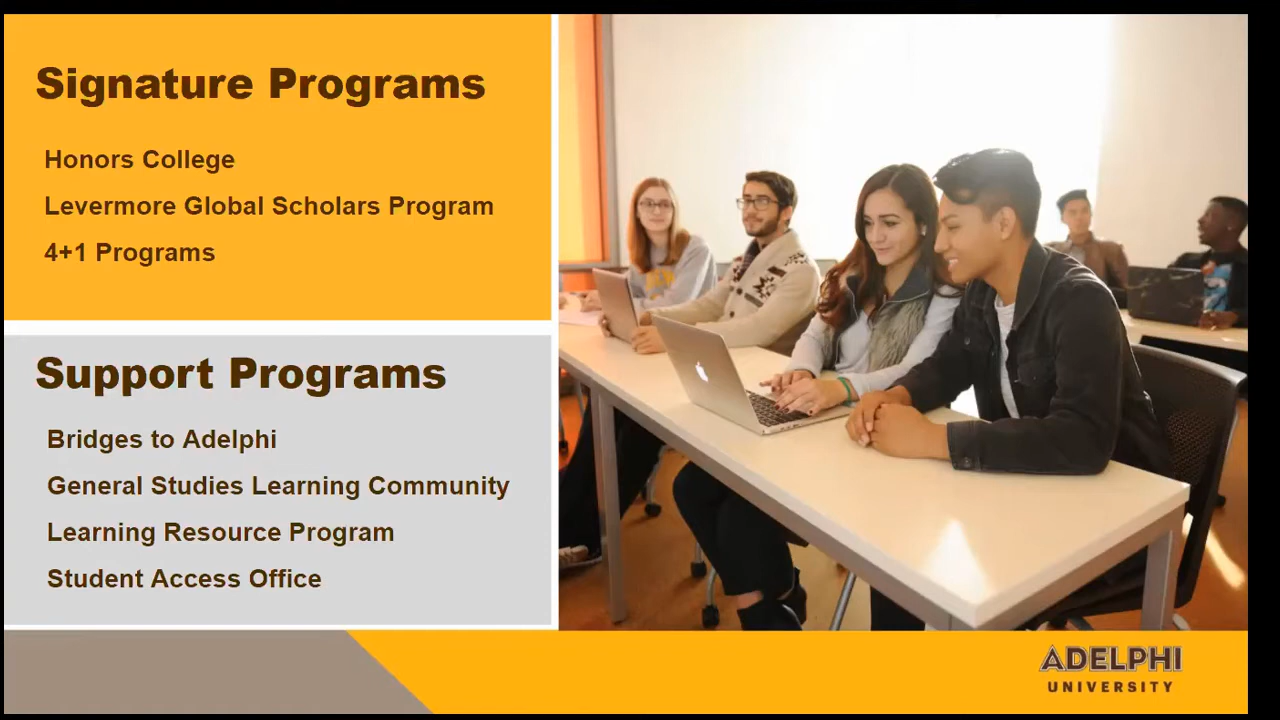 Signature Programs
Honors College
Levermore Global Scholars Program
4+1 Programs
Support Programs
Bridges to Adelphi
General Studies Learning Community
Learning Resource Program
Student Access Office
ADELPHI
UNIVERSITY